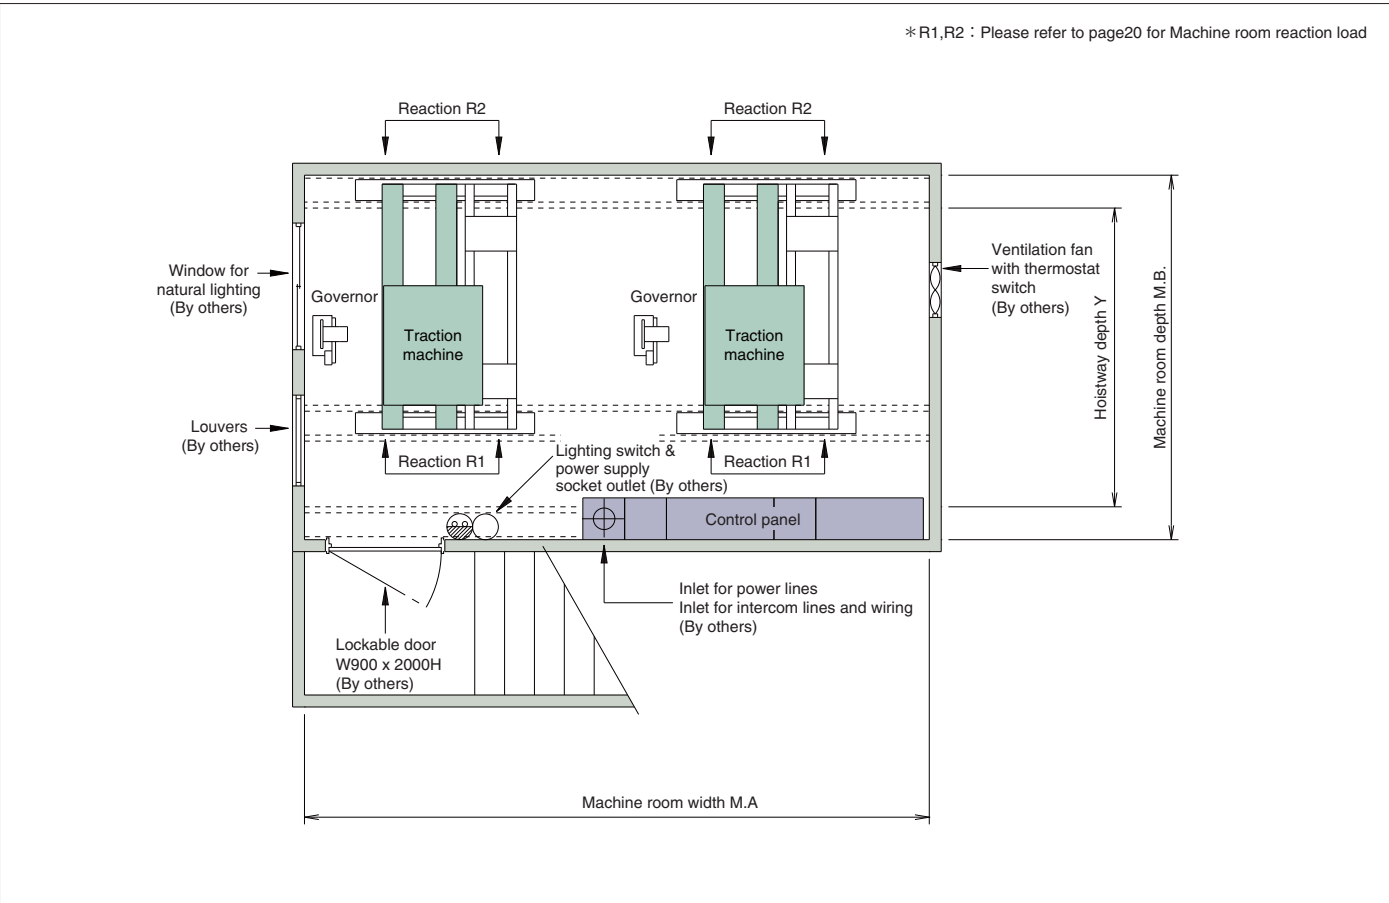 ＊R1,R2：Please refer to page20 for Machine room reaction load
Reaction R2
Reaction R2
Window for
natural lighting
(By others)
Governor
Traction
machine
Governor
Traction
machine
Ventilation fan
with thermostat
switch
(By others)
Hoistway depth Y
Machine room depth M.B.
Louvers
(By others)
Reaction R1
Lighting switch &
power supply
socket outlet (By others)
Reaction R1
Control panel
Inlet for power lines
Inlet for intercom lines and wiring
(By others)
Lockable door
W900 x 2000H
(By others)
Machine room width M.A